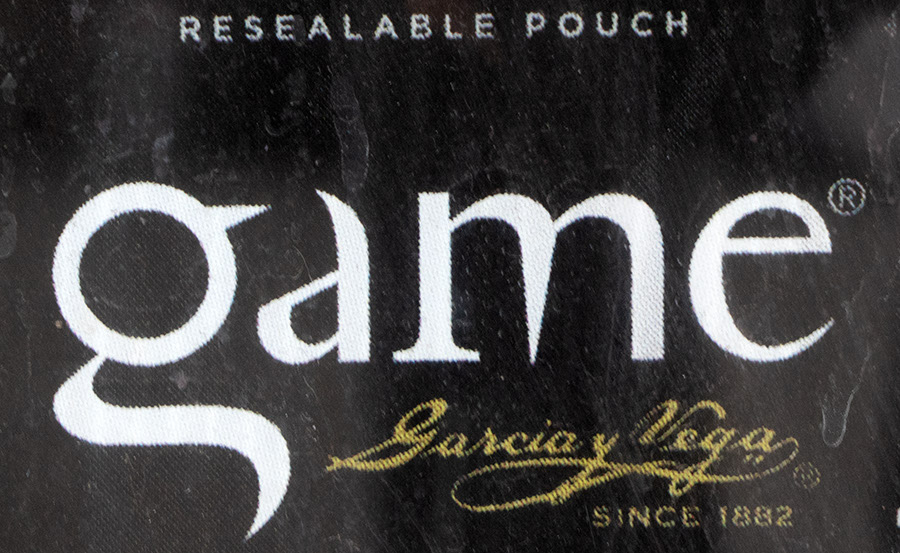 RESEALABLE POUCH
game®
Garcia y Vega®
SINCE 1882